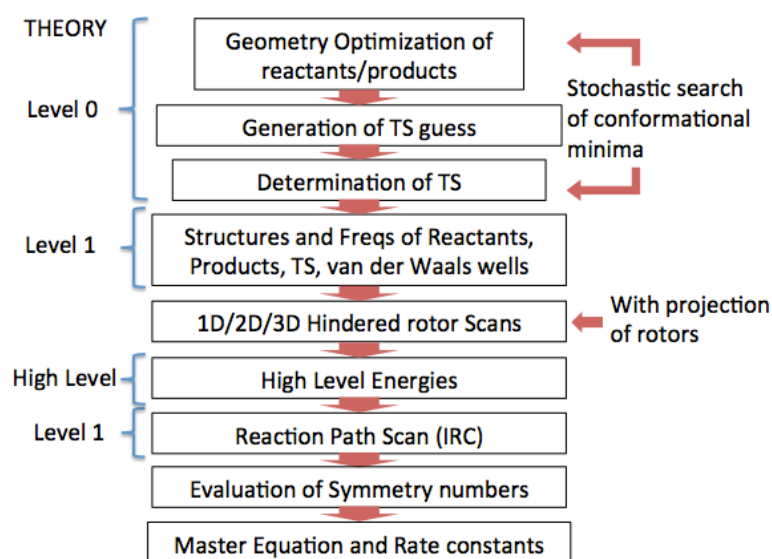 THEORY
Geometry Optimization of
reactants/products
Level 0
Stochastic search
of conformational
minima
Generation of TS guess
Determination of TS
Level 1
Structures and Freqs of Reactants,
Products, TS, van der Waals wells
1D/2D/3D Hindered rotor Scans
With projection
of rotors
High Level
High Level Energies
Level 1
Reaction Path Scan (IRC)
Evaluation of Symmetry numbers
Master Equation and Rate constants